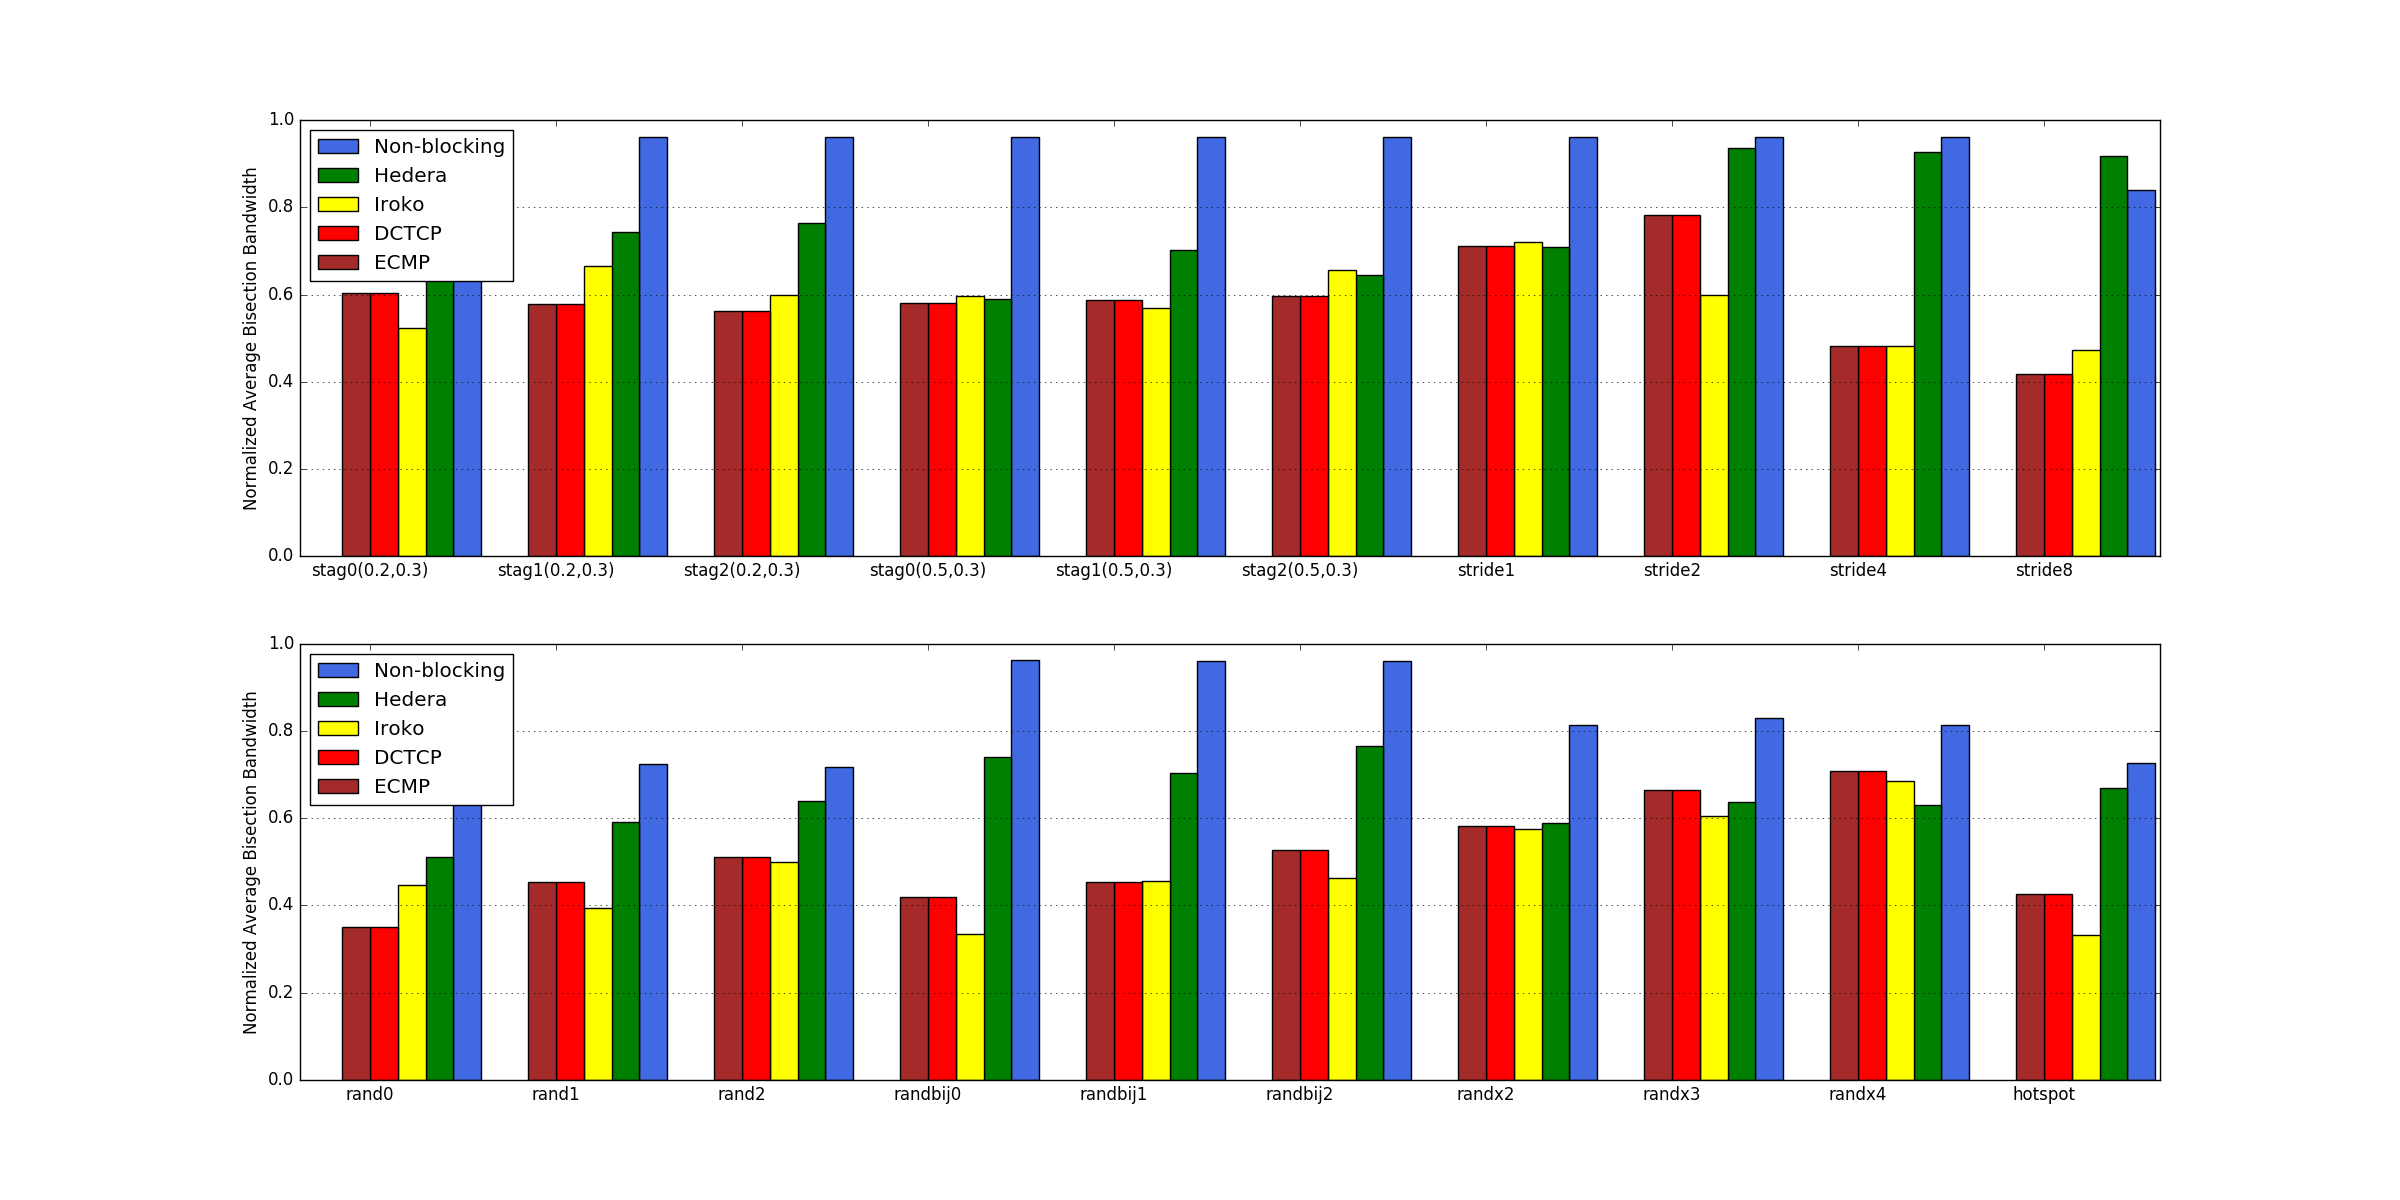 Normalized Average Bisection Bandwidth
1.0
0.8
0.6
0.4
0.2
0.0
Non-blocking
Hedera
Iroko
DCTCP
ECMP
stag0(0.2,0.3) stag1(0.2,0.3) stag2(0.2,0.3) stag0(0.5,0.3) stag1(0.5,0.3) stag2(0.5,0.3) stride1 stride2 stride4 stride8
Normalized Average Bisection Bandwidth
1.0
0.8
0.6
0.4
0.2
0.0
Non-blocking
Hedera
Iroko
DCTCP
ECMP
rand0 rand1 rand2 randbij0 randbij1 randbij2 randx2 randx3 randx4 hotspot